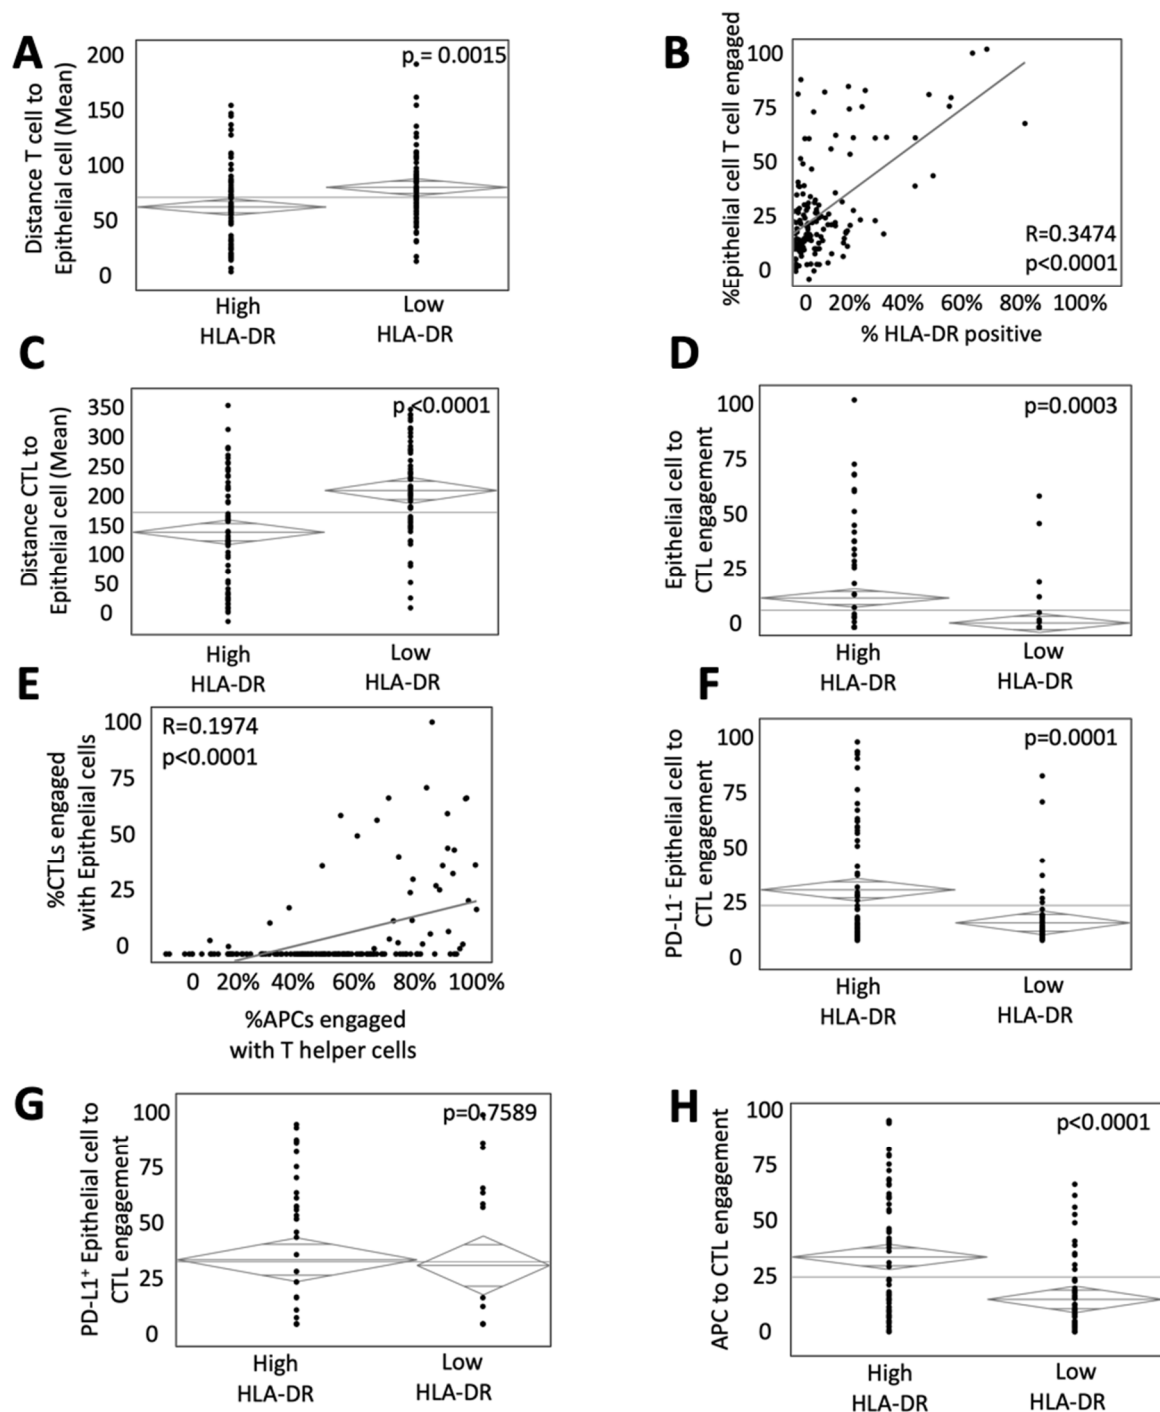 A
200
150
100
50
0
Distance T cell to
Epithelial cell (Mean)
p = 0.0015
High
HLA-DR
Low
HLA-DR
B
100
75
50
25
0
%Epithelial cell T cell engaged
R=0.3474
p<0.0001
0 20% 40% 60% 80% 100%
% HLA-DR positive
C
350
300
250
200
150
100
50
0
Distance CTL to
Epithelial cell (Mean)
p <0.0001
High
HLA-DR
Low
HLA-DR
D
100
75
50
25
0
Epithelial cell to
CTL engagement
p=0.0003
High
HLA-DR
Low
HLA-DR
E
100
75
50
25
0
%CTLs engaged
with Epithelial cells
R=0.1974
p<0.0001
0 20% 40% 60% 80% 100%
%APCs engaged
with T helper cells
F
100
75
50
25
0
PD-L1- Epithelial cell to
CTL engagement
p=0.0001
High
HLA-DR
Low
HLA-DR
G
100
75
50
25
0
PD-L1+ Epithelial cell to
CTL engagement
p=0.7589
High
HLA-DR
Low
HLA-DR
H
100
75
50
25
0
APC to CTL engagement
p<0.0001
High
HLA-DR
Low
HLA-DR